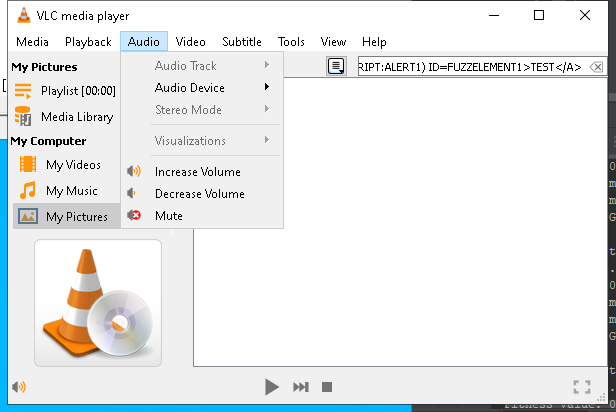 VLC media player
Media Playback Audio Video Subtitle Tools View Help
My Pictures
Playlist [00:00]
Media Library
My Computer
My Videos
My Music
My Pictures
Audio Track
Audio Device
Stereo Mode
Visualizations
Increase Volume
Decrease Volume
Mute
RIPT:ALERT1) ID=FUZZELEMENT1>TEST</A>